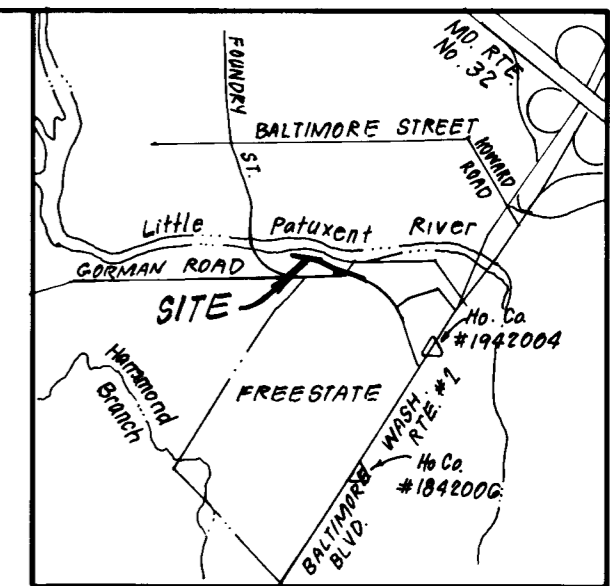 MD. RTE.
No. 32
FOUNDRY
ST.
BALTIMORE STREET
HOWARD
ROAD
Little Patuxent River
GORMAN ROAD
SITE
Ho. Co.
#1942004
Hammond
Branch
FREESTATE
WASH.
RTE. #1
Ho Co.
#1842006
BALTIMORE
BLVD.